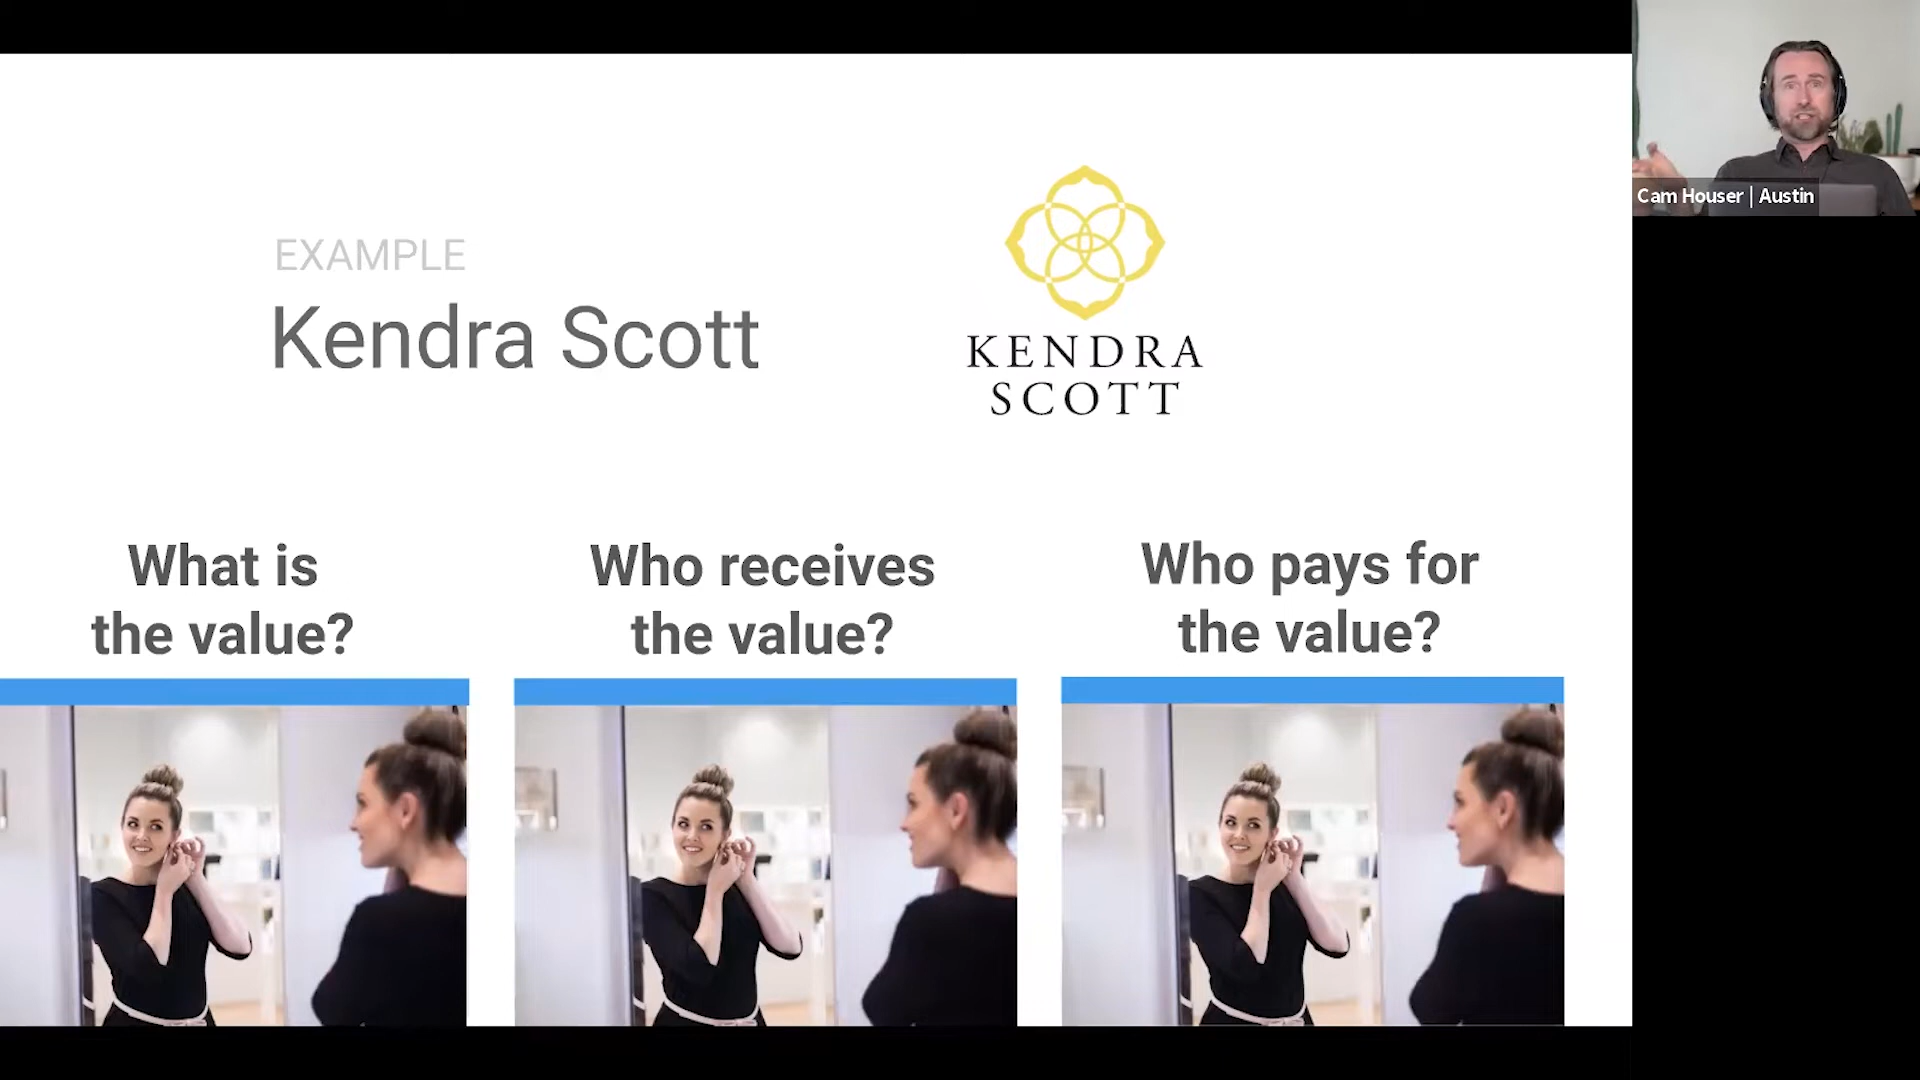 EXAMPLE
Kendra Scott
KENDRA
SCOTT
What is
the value?
Who receives
the value?
Who pays for
the value?
Cam Houser | Austin